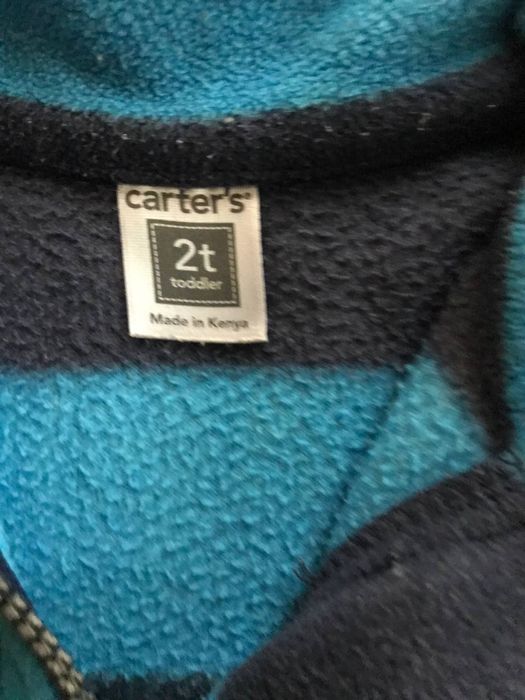 carter's®
2t
toddler
Made in Kenya